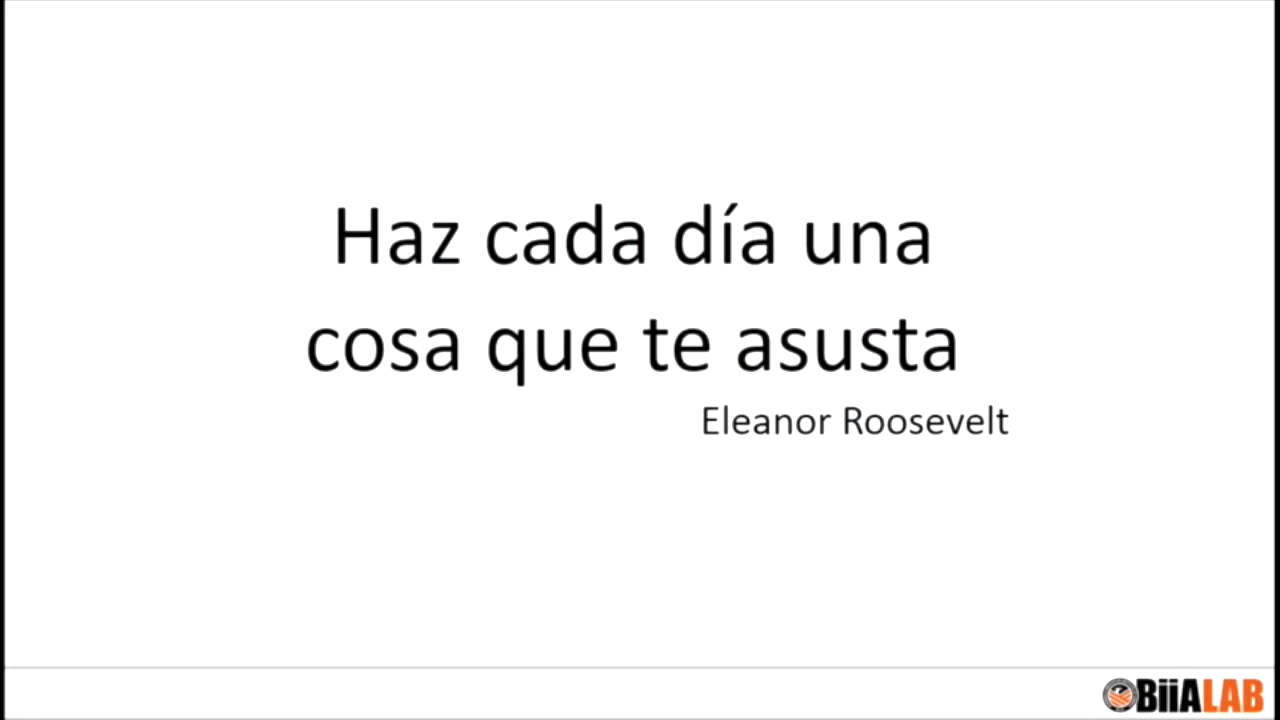 Haz cada día una
cosa que te asusta
Eleanor Roosevelt
BiiALAB